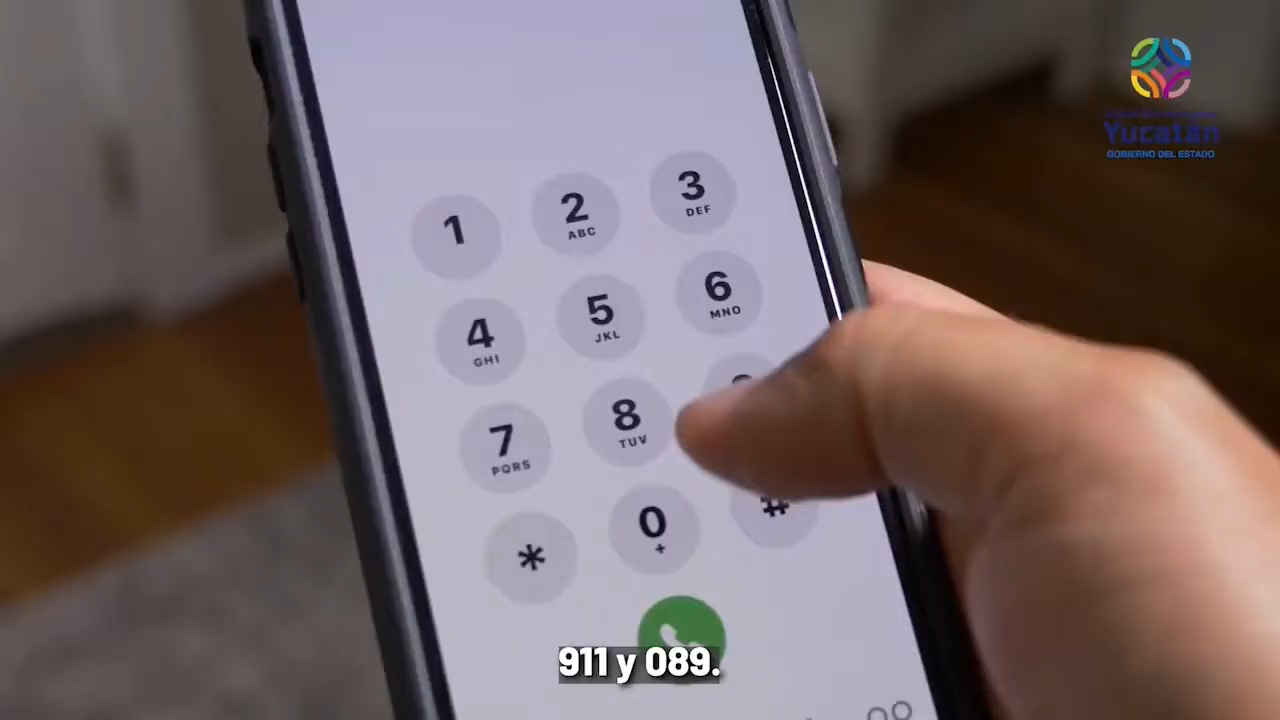 Yucatán
GOBIERNO DEL ESTADO
1
2
ABC
3
DEF
4
GHI
5
JKL
6
MNO
7
PQRS
8
TUV
*
0
+
#
911 y 089.